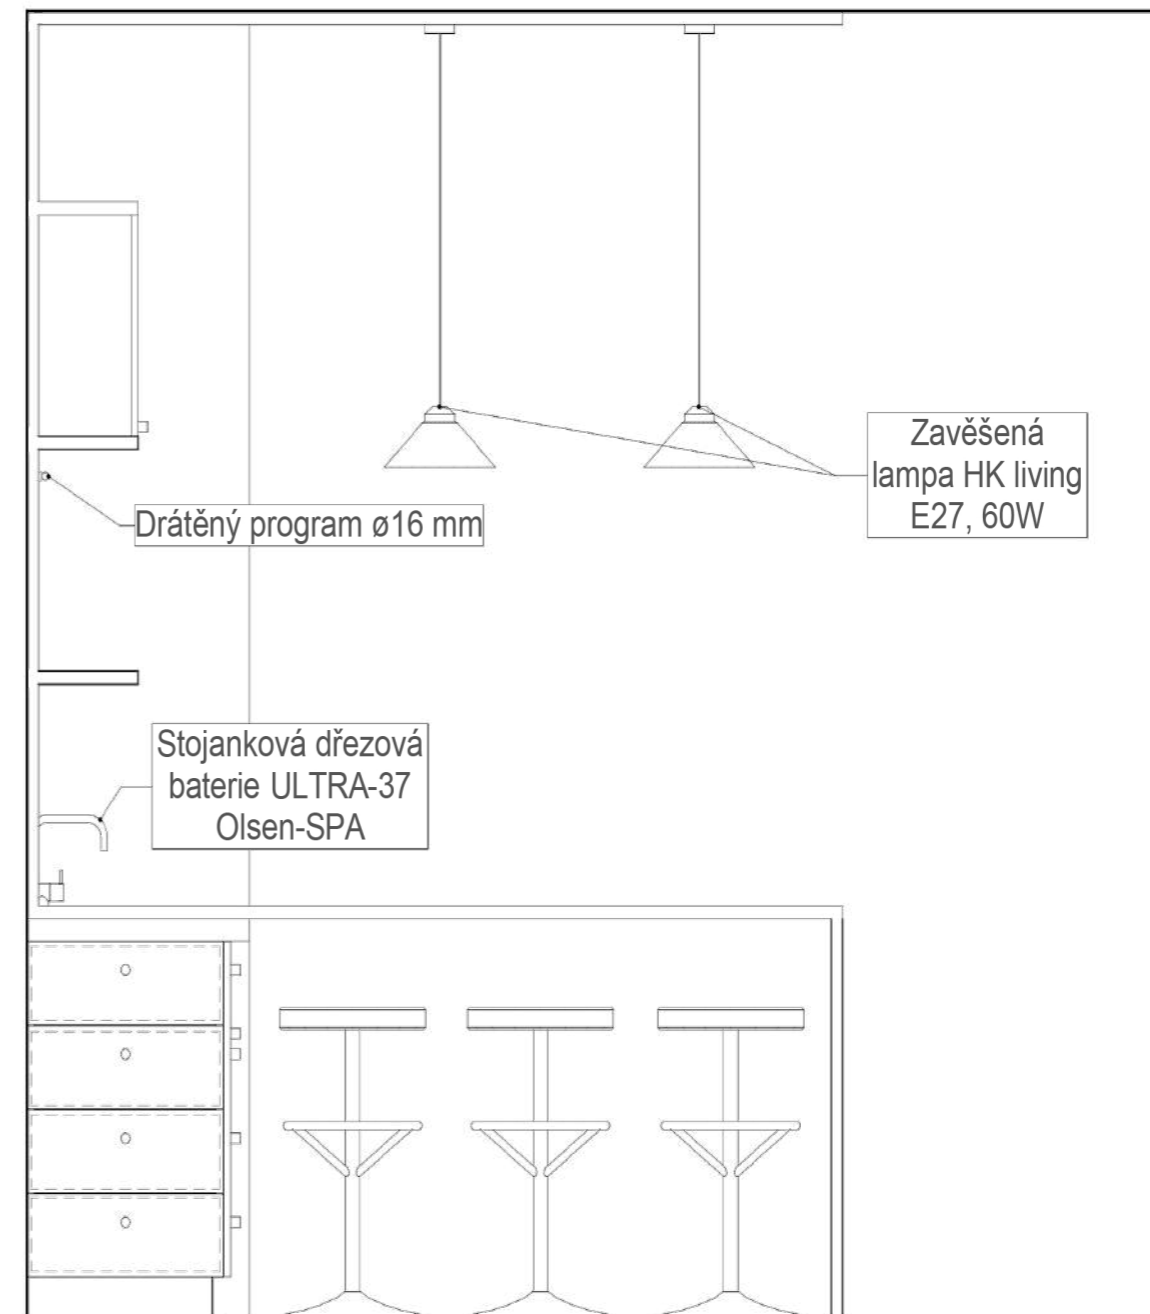 Zavěšená
lampa HK living
E27, 60W
Drátěný program ø16 mm
Stojanková dřezová
baterie ULTRA-37
Olsen-SPA